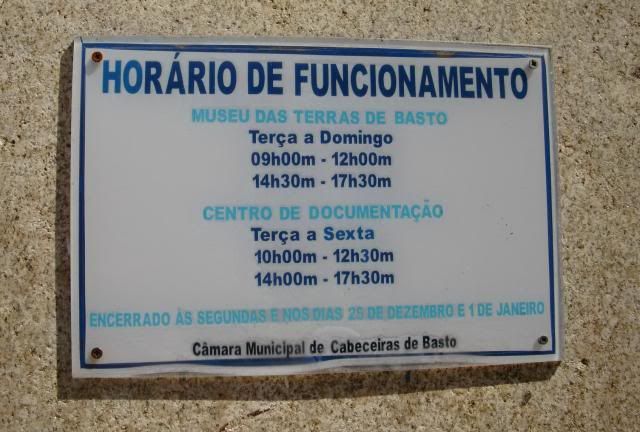 HORÁRIO DE FUNCIONAMENTO
MUSEU DAS TERRAS DE BASTO
Terça a Domingo
09h00m - 12h00m
14h30m - 17h30m
CENTRO DE DOCUMENTAÇÃO
Terça a Sexta
10h00m - 12h30m
14h00m - 17h30m
ENCERRADO ÀS SEGUNDAS E NOS DIAS 25 DE DEZEMBRO E 1 DE JANEIRO
Câmara Municipal de Cabeceiras de Basto